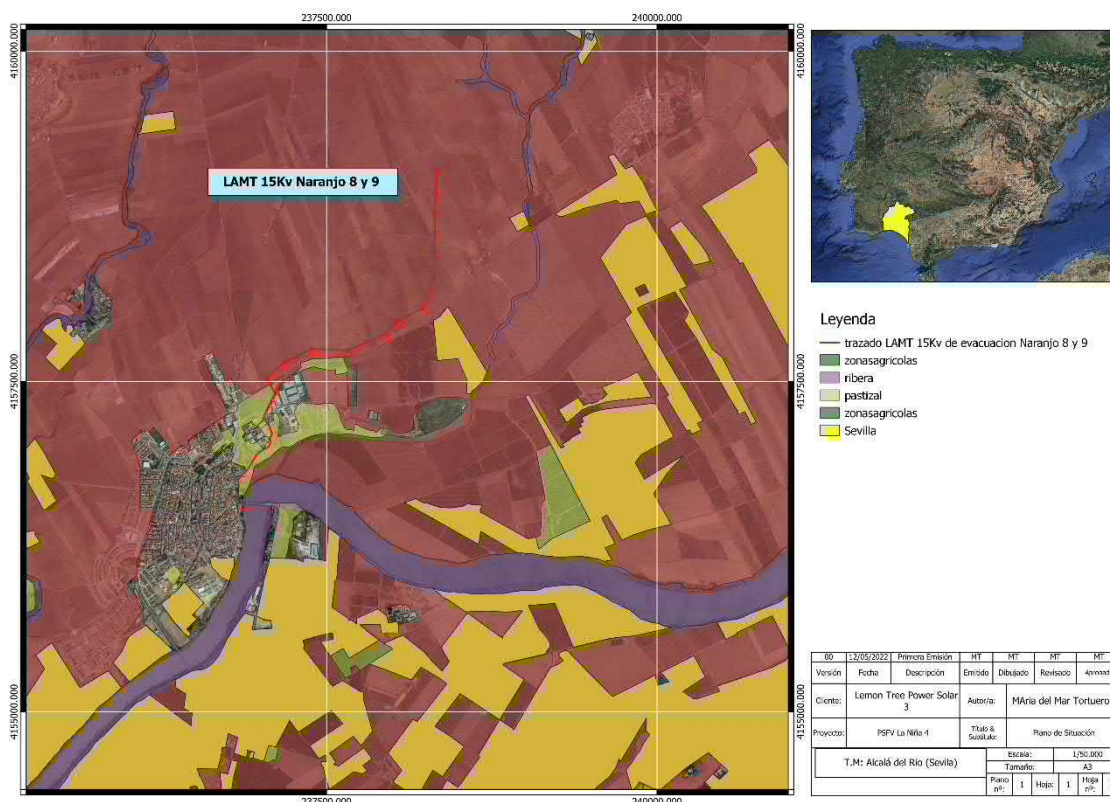 237500.000
240000.000
4160000.000
4160000.000
LAMT 15Kv Naranjo 8 y 9
4157500.000
4157500.000
4155000.000
4155000.000
237500.000
240000.000
Leyenda
trazado LAMT 15Kv de evacuacion Naranjo 8 y 9
zonasagricolas
ribera
pastizal
zonasagricolas
Sevilla
00 12/05/2022 Primera Emisión MT MT MT MT
Versión Fecha Descripción Emitido Dibujado Revisado
Cliente: Lemon Tree Power Solar 3 Autor/a: MAria del Mar Tortuero
Proyecto: PSFV La Niña 4 Título & Subtítulo: Plano de Situación
T.M: Alcalá del Rio (Sevilla)
Escala: 1/50.000
Tamaño: A3
Plano nº: 1 Hoja: 1 Hoja nº: